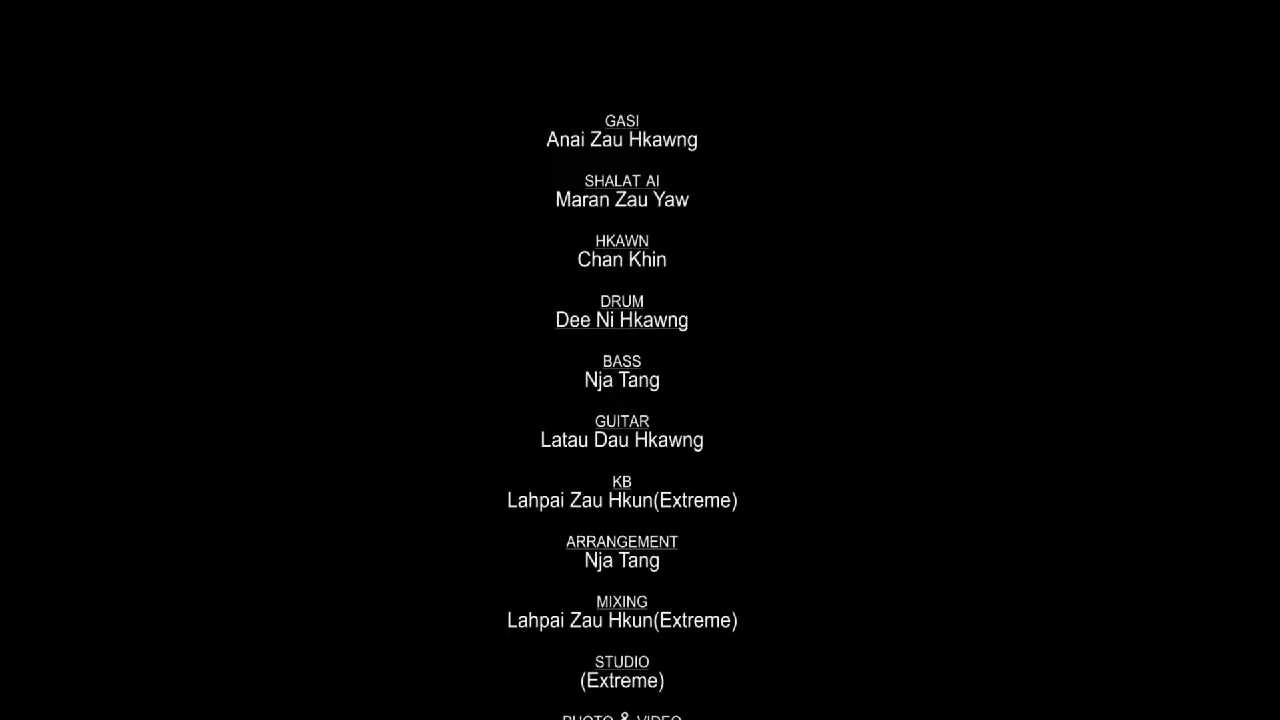 GASI
Anai Zau Hkawng
SHALAT AI
Maran Zau Yaw
HKAWN
Chan Khin
DRUM
Dee Ni Hkawng
BASS
Nja Tang
GUITAR
Latau Dau Hkawng
KB
Lahpai Zau Hkun(Extreme)
ARRANGEMENT
Nja Tang
MIXING
Lahpai Zau Hkun(Extreme)
STUDIO
(Extreme)
PHOTO & VIDEO